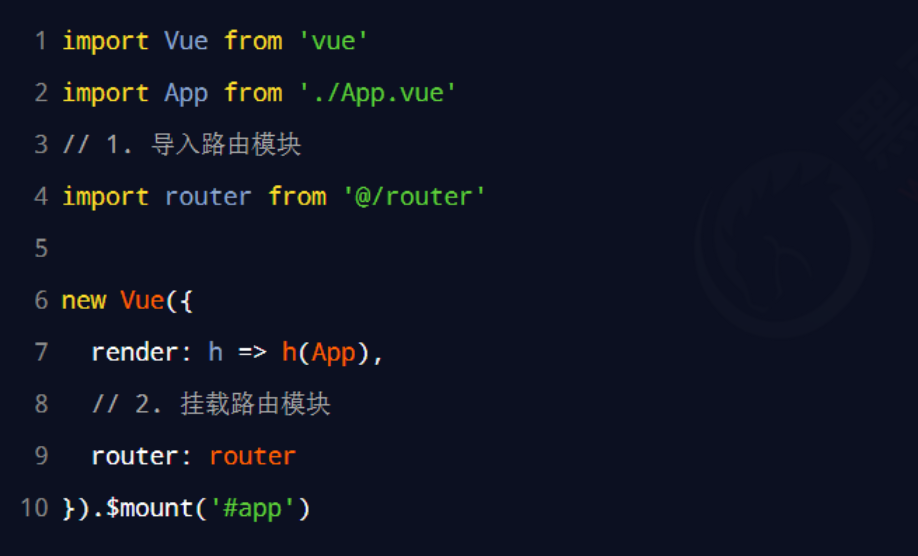 1 import Vue from 'vue'
2 import App from './App.vue'
3 // 1. 导入路由模块
4 import router from '@/router'
5
6 new Vue({
7   render: h => h(App),
8   // 2. 挂载路由模块
9   router: router
10 }).$mount('#app')